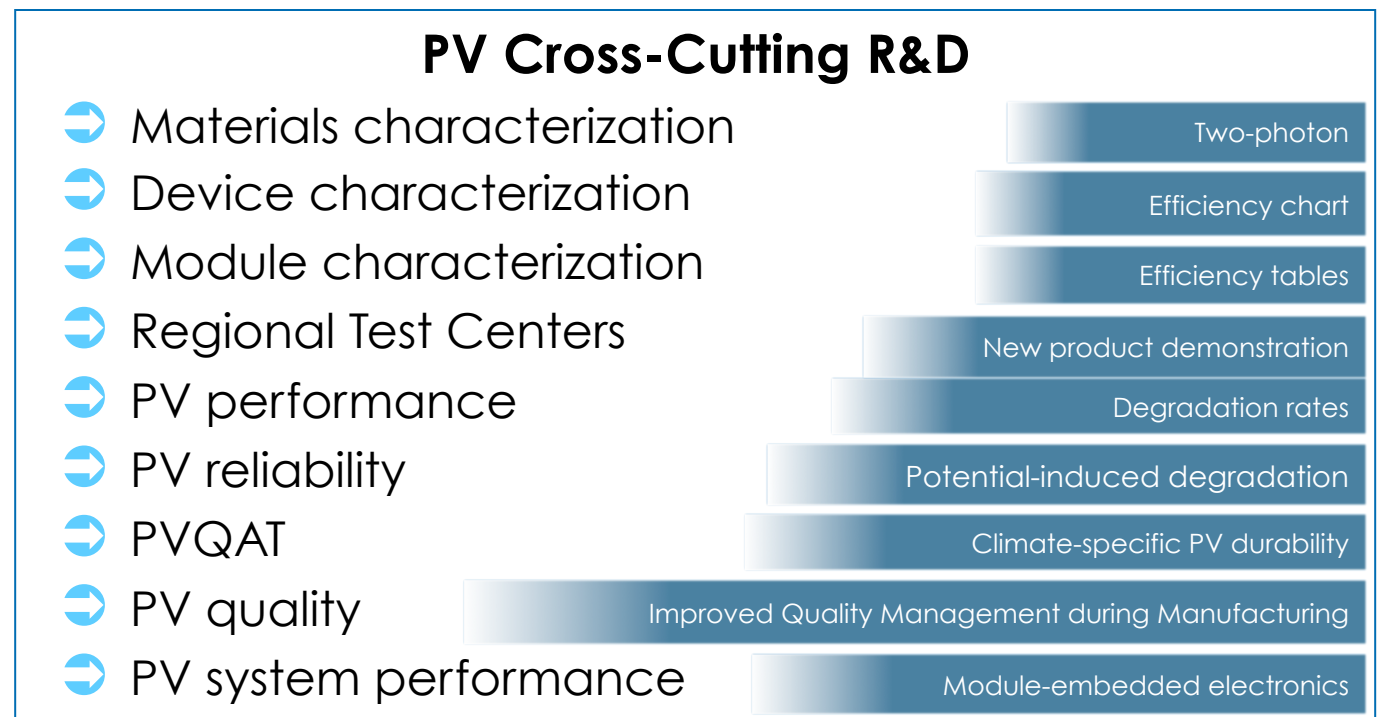 PV Cross-Cutting R&D
Materials characterization
Two-photon
Device characterization
Efficiency chart
Module characterization
Efficiency tables
Regional Test Centers
New product demonstration
PV performance
Degradation rates
PV reliability
Potential-induced degradation
PVQAT
Climate-specific PV durability
PV quality
Improved Quality Management during Manufacturing
PV system performance
Module-embedded electronics